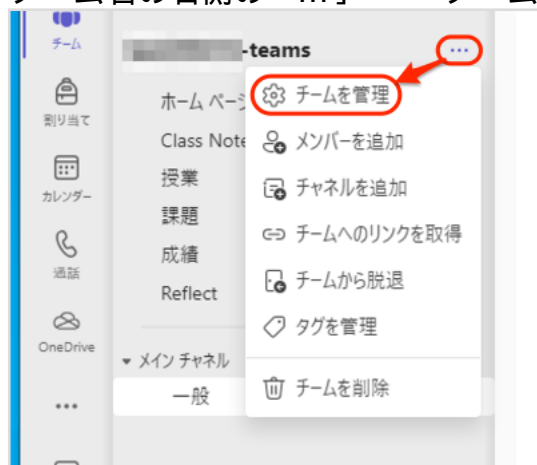 チーム
-teams
...
割り当て
カレンダー
通話
OneDrive
...
ホーム ペー
Class Note
授業
課題
成績
Reflect
メイン チャネル
一般
チームを管理
メンバーを追加
チャネルを追加
チームへのリンクを取得
チームから脱退
タグを管理
チームを削除